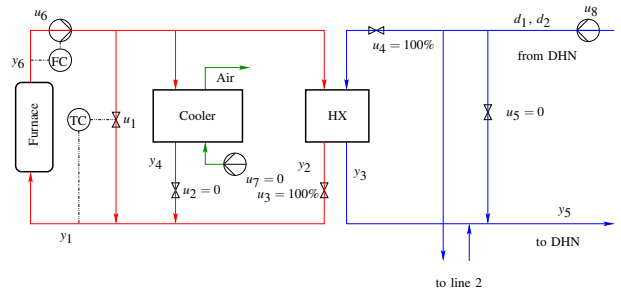 u6
d1, d2
u8
y6
FC
u4 = 100%
from DHN
Air
Furnace
TC
u1
Cooler
HX
u5 = 0
y4
y2
y3
u7 = 0
u2 = 0
u3 = 100%
y5
y1
to DHN
to line 2